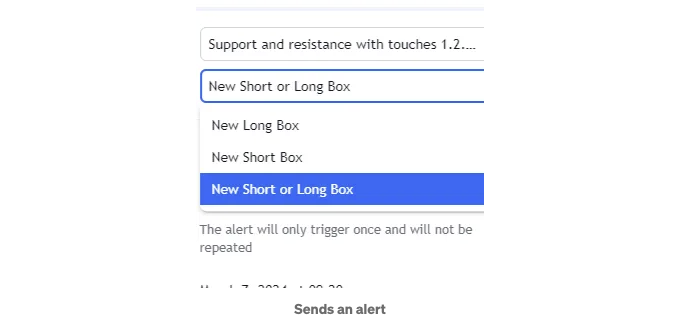 Support and resistance with touches 1.2....
New Short or Long Box
New Long Box
New Short Box
New Short or Long Box
The alert will only trigger once and will not be
repeated
Sends an alert